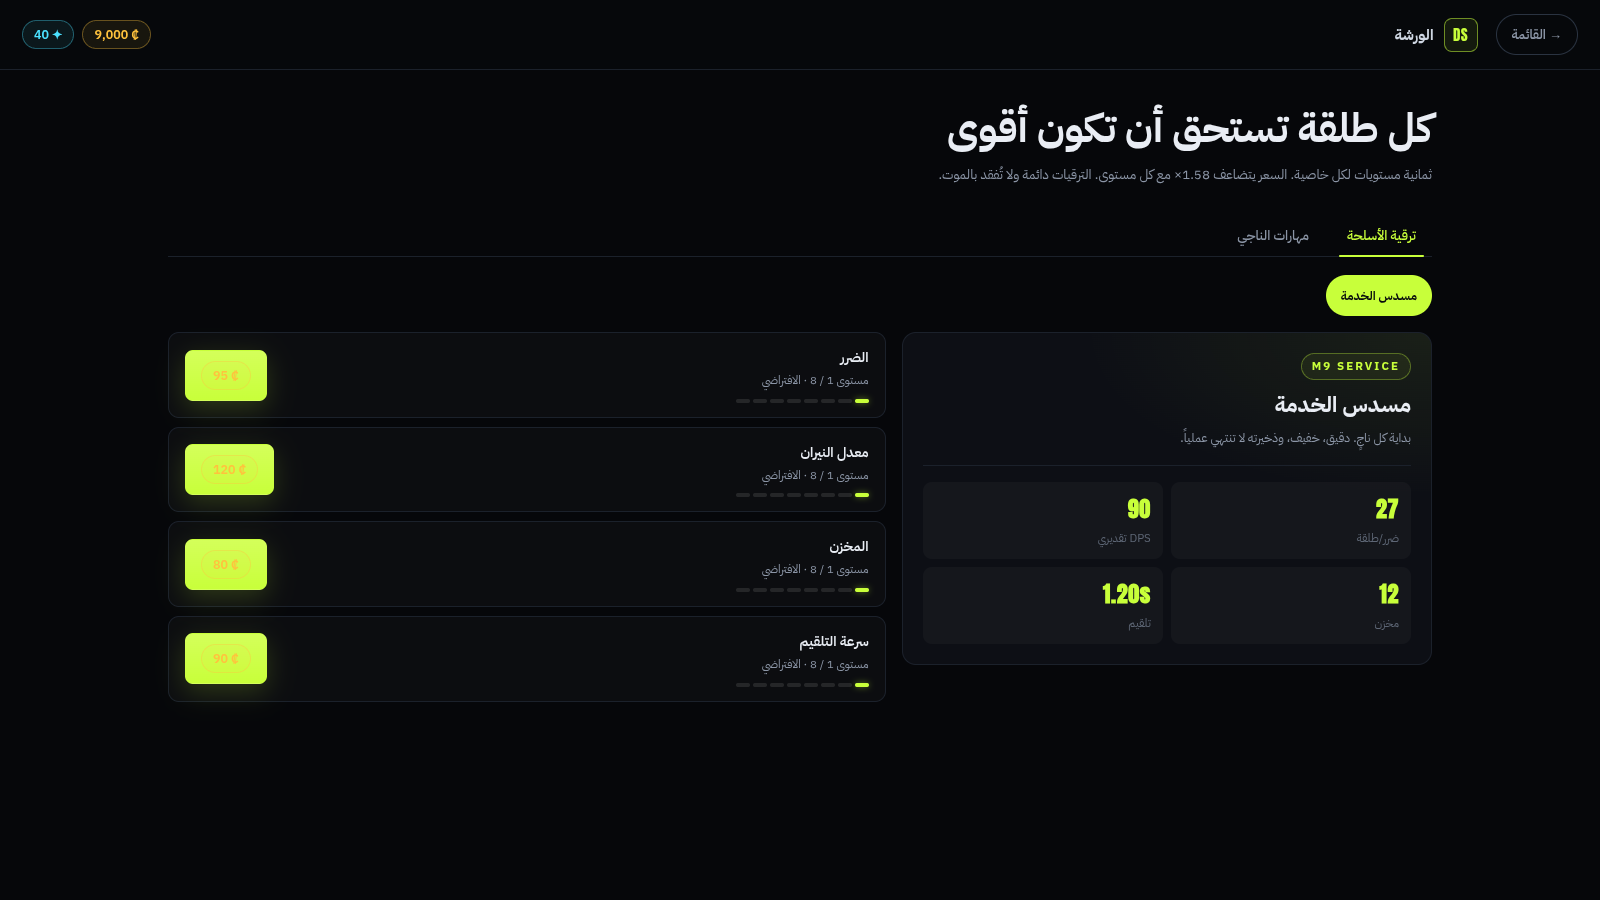 → القائمة
DS
الورشة
9,000 ₡
40 ✦
كل طلقة تستحق أن تكون أقوى
ثمانية مستويات لكل خاصية. السعر يتضاعف 1.58× مع كل مستوى. الترقيات دائمة ولا تُفقد بالموت.
ترقية الأسلحة
مهارات الناجي
مسدس الخدمة
M9 SERVICE
مسدس الخدمة
بداية كل ناجٍ. دقيق، خفيف، وذخيرته لا تنتهي عملياً.
27
ضرر/طلقة
90
DPS تقديري
12
مخزن
1.20s
تلقيم
الضرر
مستوى 1 / 8 · الافتراضي
95 ₡
معدل النيران
مستوى 1 / 8 · الافتراضي
120 ₡
المخزن
مستوى 1 / 8 · الافتراضي
80 ₡
سرعة التلقيم
مستوى 1 / 8 · الافتراضي
90 ₡